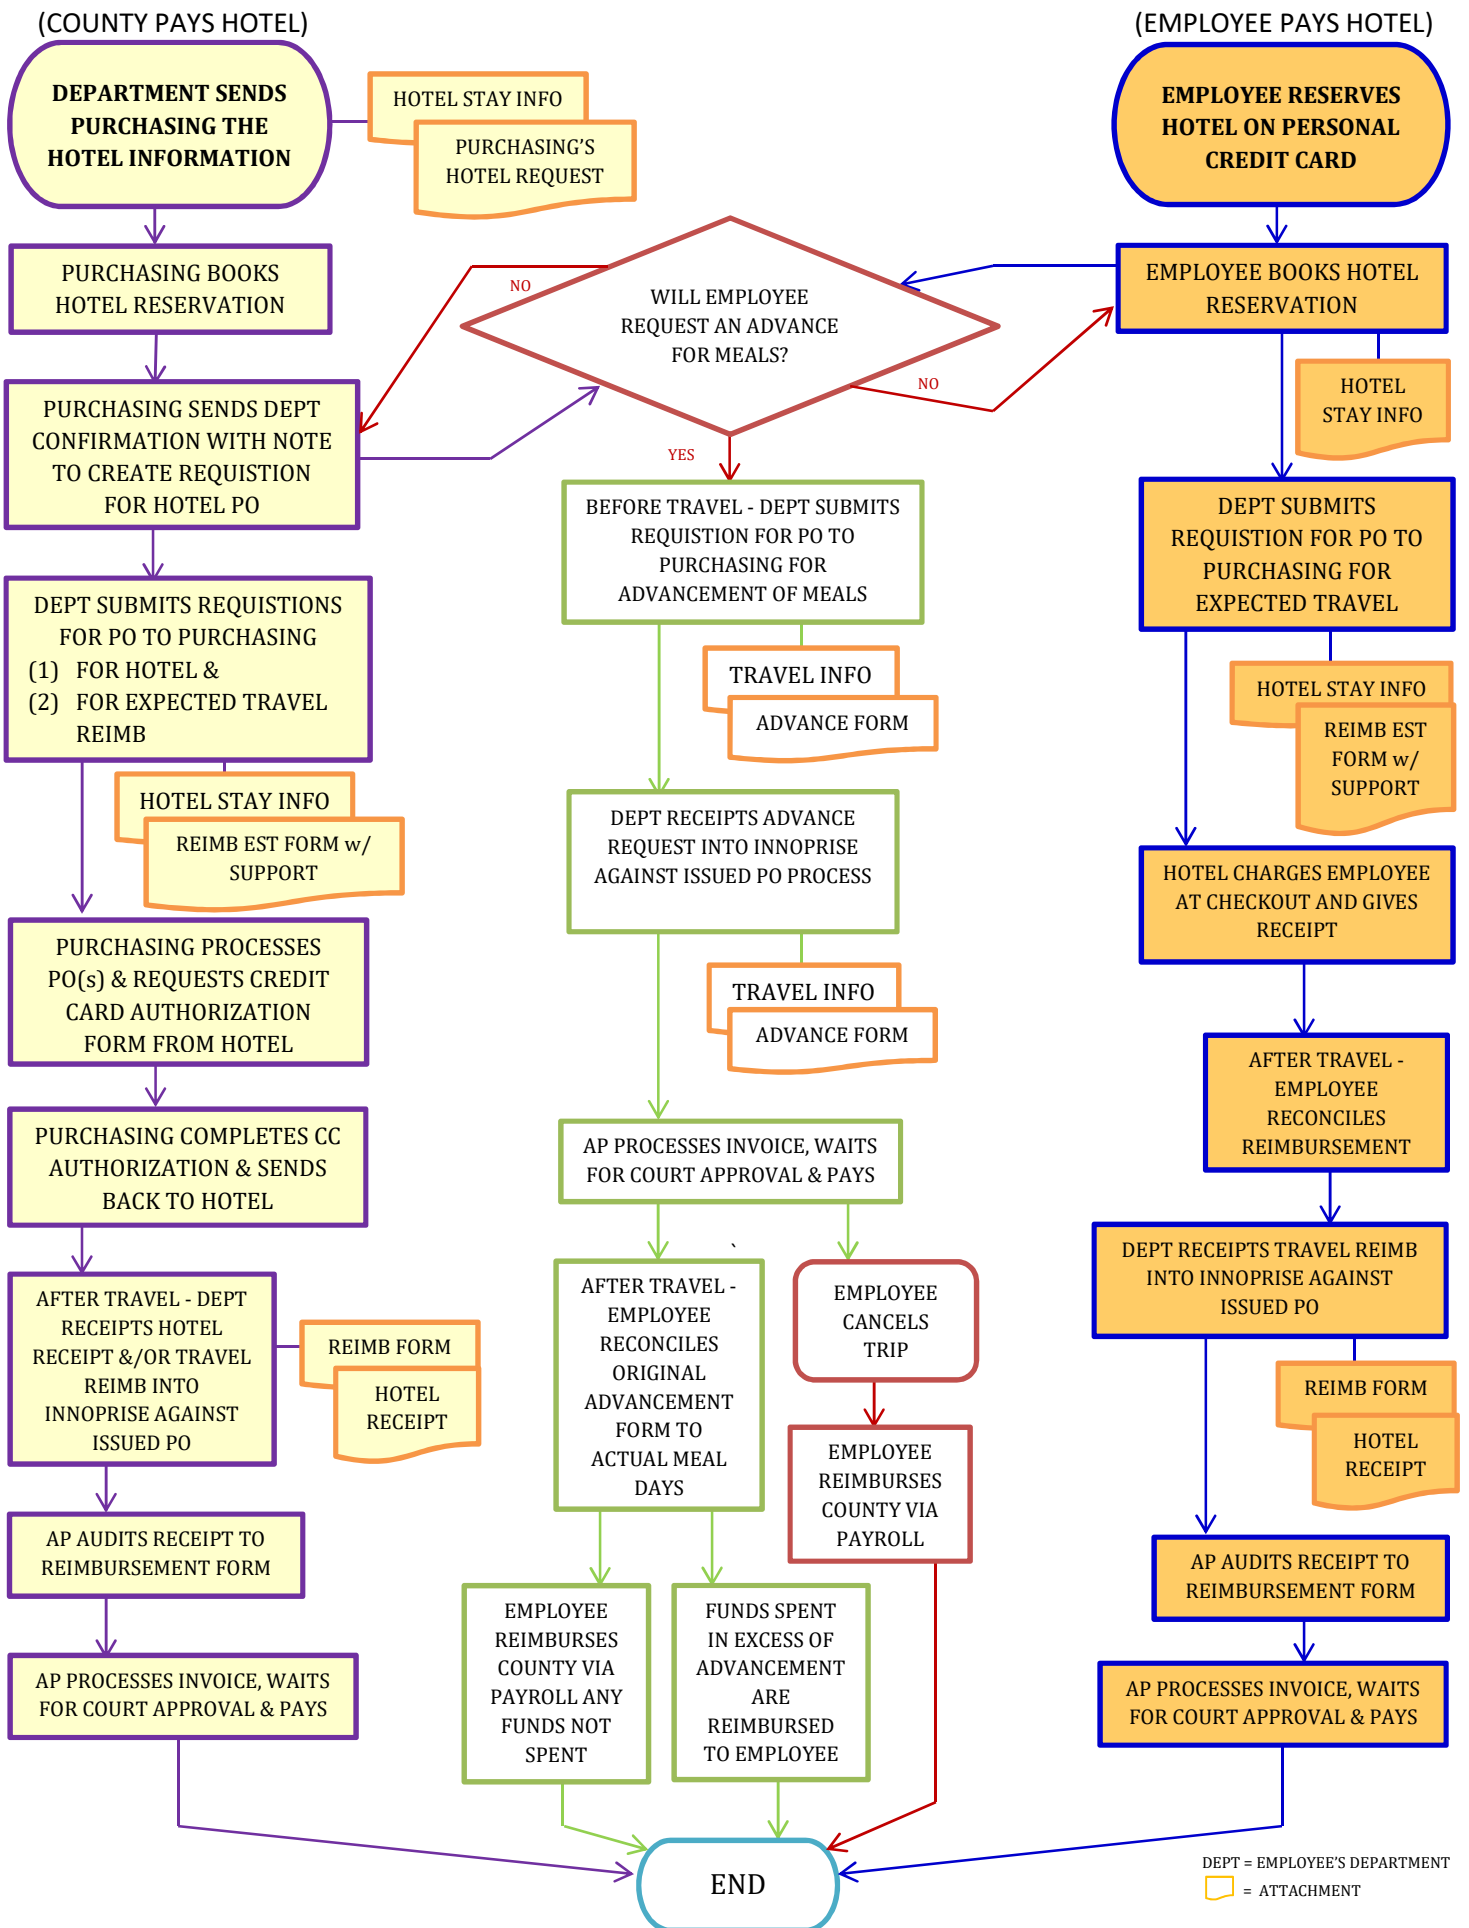 (COUNTY PAYS HOTEL)
DEPARTMENT SENDS
PURCHASING THE
HOTEL INFORMATION
HOTEL STAY INFO
PURCHASING’S
HOTEL REQUEST
PURCHASING BOOKS
HOTEL RESERVATION
PURCHASING SENDS DEPT
CONFIRMATION WITH NOTE
TO CREATE REQUISTION
FOR HOTEL PO
DEPT SUBMITS REQUISTIONS
FOR PO TO PURCHASING
(1) FOR HOTEL &
(2) FOR EXPECTED TRAVEL
REIMB
HOTEL STAY INFO
REIMB EST FORM w/
SUPPORT
PURCHASING PROCESSES
PO(s) & REQUESTS CREDIT
CARD AUTHORIZATION
FORM FROM HOTEL
PURCHASING COMPLETES CC
AUTHORIZATION & SENDS
BACK TO HOTEL
AFTER TRAVEL - DEPT
RECEIPTS HOTEL
RECEIPT &/OR TRAVEL
REIMB INTO
INNOPRISE AGAINST
ISSUED PO
REIMB FORM
HOTEL
RECEIPT
AP AUDITS RECEIPT TO
REIMBURSEMENT FORM
AP PROCESSES INVOICE, WAITS
FOR COURT APPROVAL & PAYS
WILL EMPLOYEE
REQUEST AN ADVANCE
FOR MEALS?
NO
NO
YES
BEFORE TRAVEL - DEPT SUBMITS
REQUISTION FOR PO TO
PURCHASING FOR
ADVANCEMENT OF MEALS
TRAVEL INFO
ADVANCE FORM
DEPT RECEIPTS ADVANCE
REQUEST INTO INNOPRISE
AGAINST ISSUED PO PROCESS
TRAVEL INFO
ADVANCE FORM
AP PROCESSES INVOICE, WAITS
FOR COURT APPROVAL & PAYS
`
AFTER TRAVEL -
EMPLOYEE
RECONCILES
ORIGINAL
ADVANCEMENT
FORM TO
ACTUAL MEAL
DAYS
EMPLOYEE
CANCELS
TRIP
EMPLOYEE
REIMBURSES
COUNTY VIA
PAYROLL
EMPLOYEE
REIMBURSES
COUNTY VIA
PAYROLL ANY
FUNDS NOT
SPENT
FUNDS SPENT
IN EXCESS OF
ADVANCEMENT
ARE
REIMBURSED
TO EMPLOYEE
END
(EMPLOYEE PAYS HOTEL)
EMPLOYEE RESERVES
HOTEL ON PERSONAL
CREDIT CARD
EMPLOYEE BOOKS HOTEL
RESERVATION
HOTEL
STAY INFO
DEPT SUBMITS
REQUISTION FOR PO TO
PURCHASING FOR
EXPECTED TRAVEL
HOTEL STAY INFO
REIMB EST
FORM w/
SUPPORT
HOTEL CHARGES EMPLOYEE
AT CHECKOUT AND GIVES
RECEIPT
AFTER TRAVEL -
EMPLOYEE
RECONCILES
REIMBURSEMENT
DEPT RECEIPTS TRAVEL REIMB
INTO INNOPRISE AGAINST
ISSUED PO
REIMB FORM
HOTEL
RECEIPT
AP AUDITS RECEIPT TO
REIMBURSEMENT FORM
AP PROCESSES INVOICE, WAITS
FOR COURT APPROVAL & PAYS
DEPT = EMPLOYEE’S DEPARTMENT
= ATTACHMENT